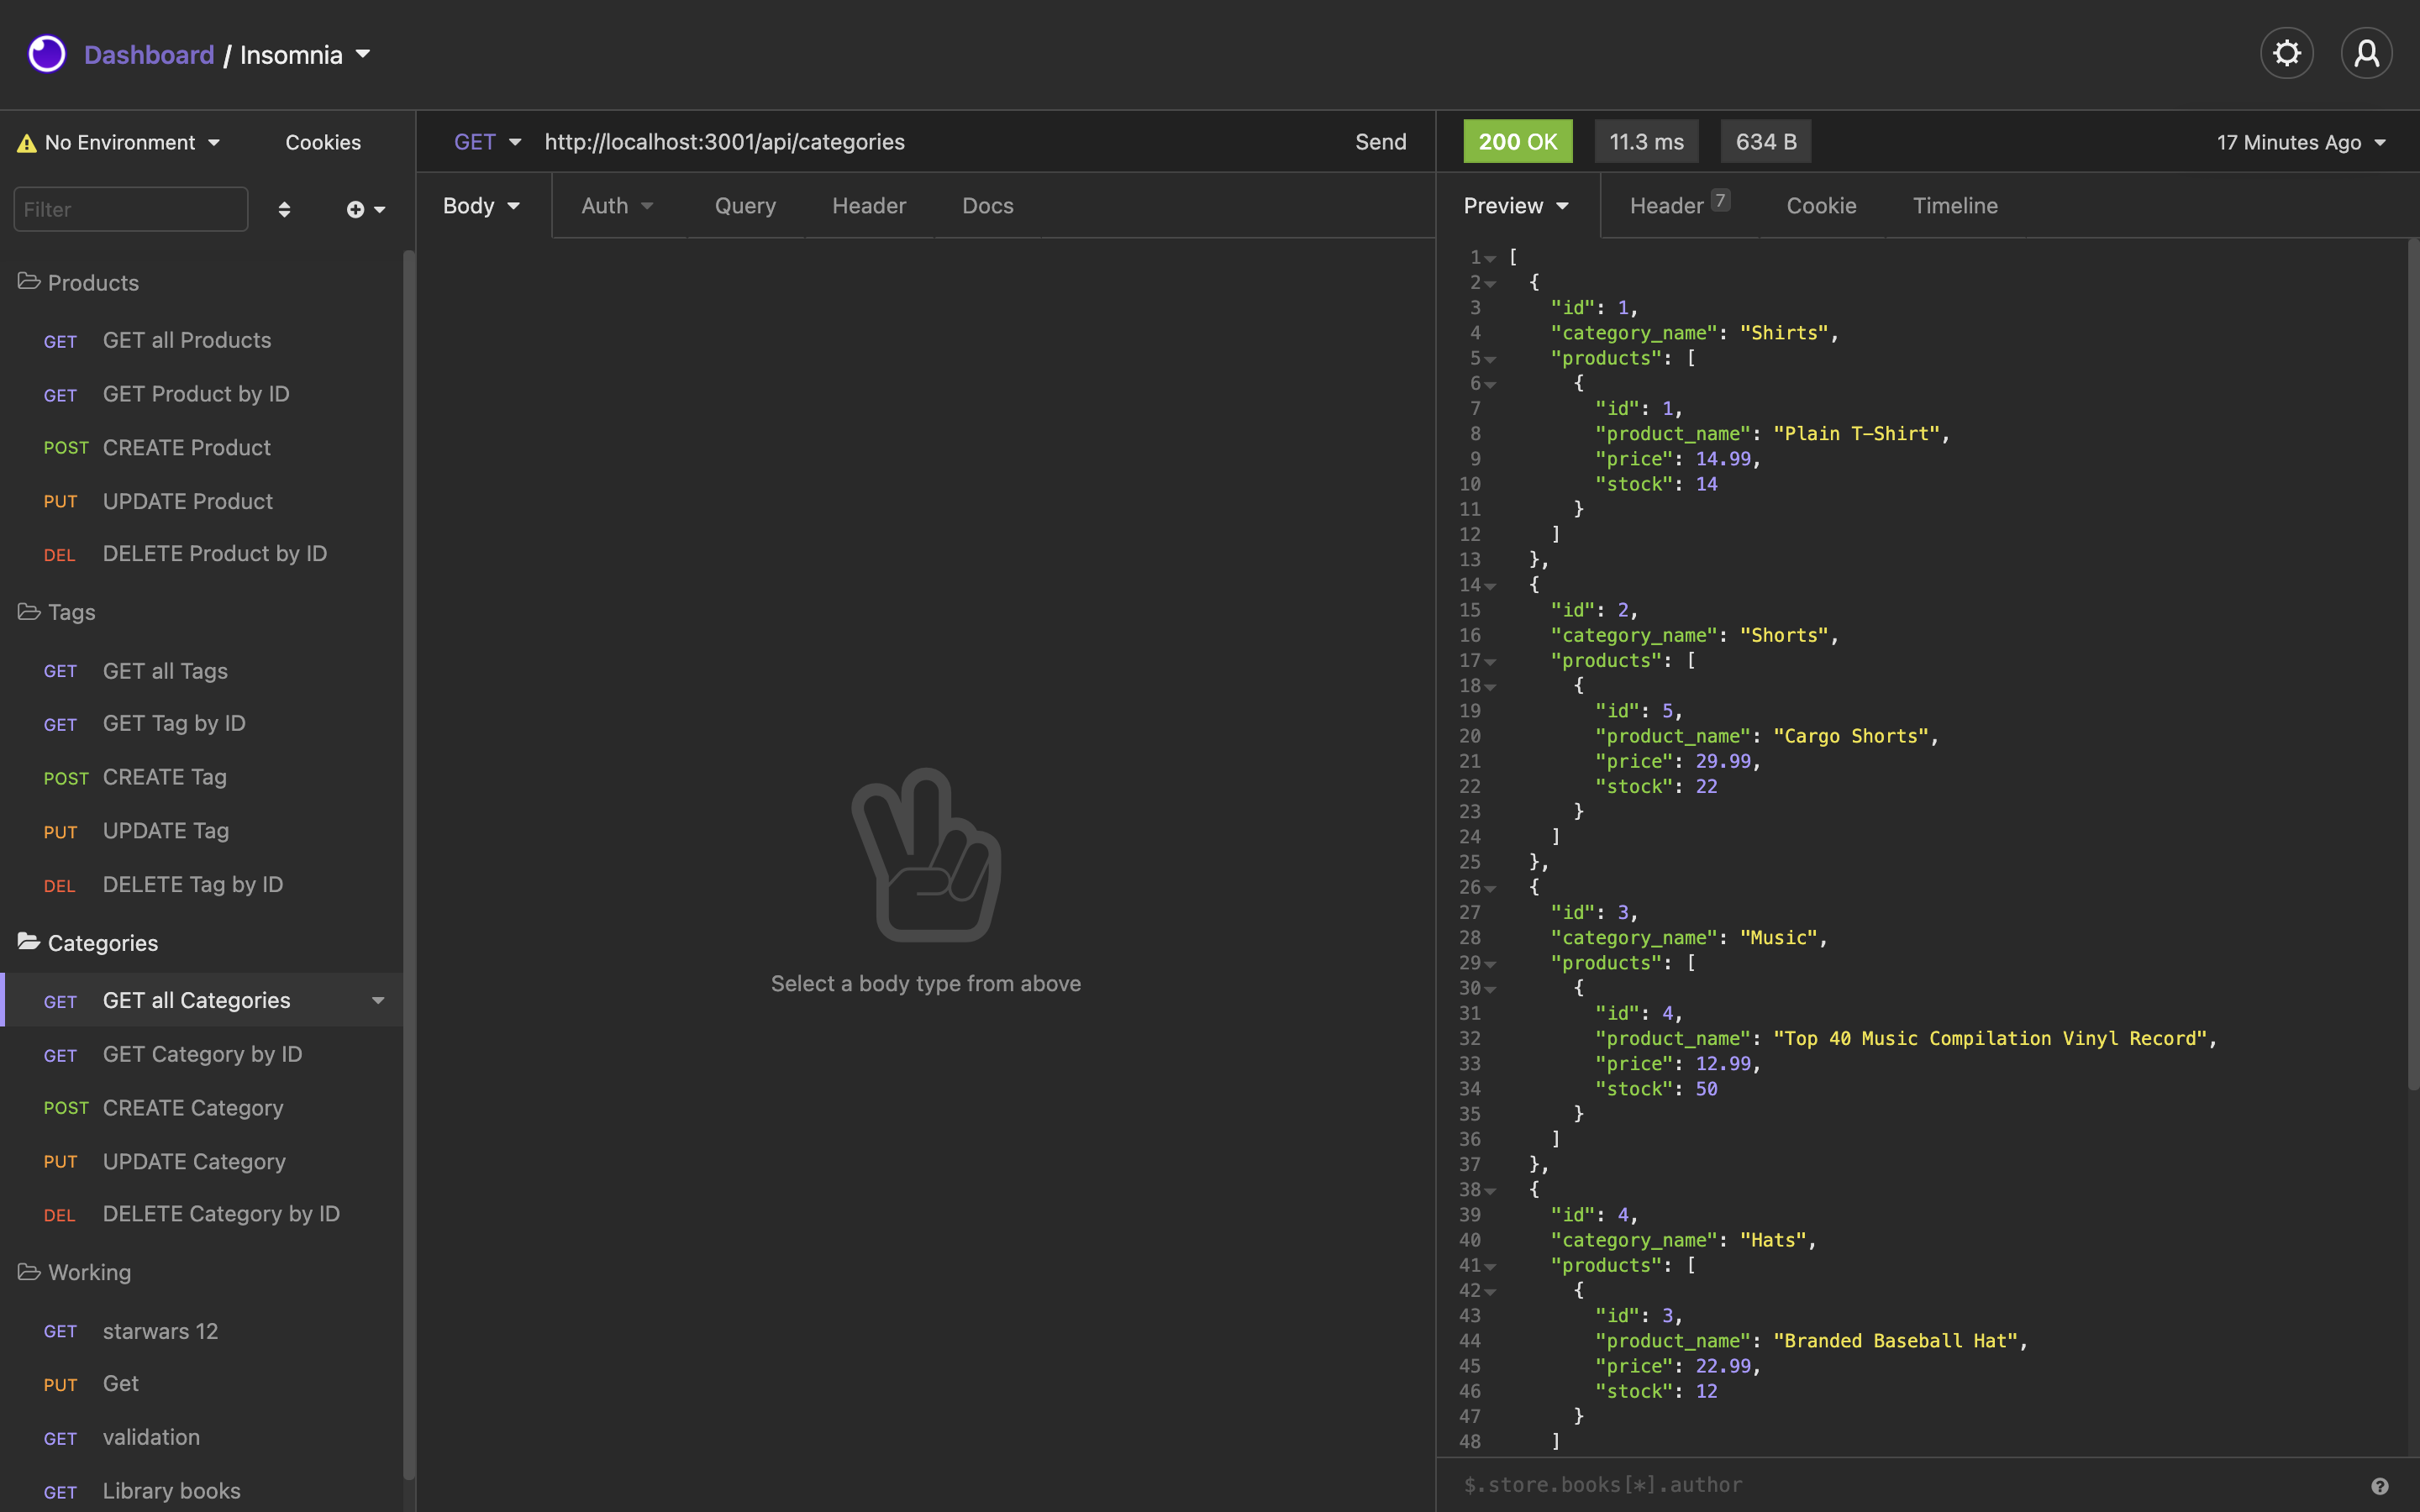 Dashboard / Insomnia
No Environment
Cookies
Filter
Products
GET GET all Products
GET GET Product by ID
POST CREATE Product
PUT UPDATE Product
DEL DELETE Product by ID
Tags
GET GET all Tags
GET GET Tag by ID
POST CREATE Tag
PUT UPDATE Tag
DEL DELETE Tag by ID
Categories
GET GET all Categories
GET GET Category by ID
POST CREATE Category
PUT UPDATE Category
DEL DELETE Category by ID
Working
GET starwars 12
PUT Get
GET validation
GET Library books
GET http://localhost:3001/api/categories Send
Body Auth Query Header Docs
Select a body type from above
200 OK 11.3 ms 634 B 17 Minutes Ago
Preview Header 7 Cookie Timeline
1 [
2 {
3 "id": 1,
4 "category_name": "Shirts",
5 "products": [
6 {
7 "id": 1,
8 "product_name": "Plain T-Shirt",
9 "price": 14.99,
10 "stock": 14
11 }
12 ]
13 },
14 {
15 "id": 2,
16 "category_name": "Shorts",
17 "products": [
18 {
19 "id": 5,
20 "product_name": "Cargo Shorts",
21 "price": 29.99,
22 "stock": 22
23 }
24 ]
25 },
26 {
27 "id": 3,
28 "category_name": "Music",
29 "products": [
30 {
31 "id": 4,
32 "product_name": "Top 40 Music Compilation Vinyl Record",
33 "price": 12.99,
34 "stock": 50
35 }
36 ]
37 },
38 {
39 "id": 4,
40 "category_name": "Hats",
41 "products": [
42 {
43 "id": 3,
44 "product_name": "Branded Baseball Hat",
45 "price": 22.99,
46 "stock": 12
47 }
48 ]
$.store.books[*].author